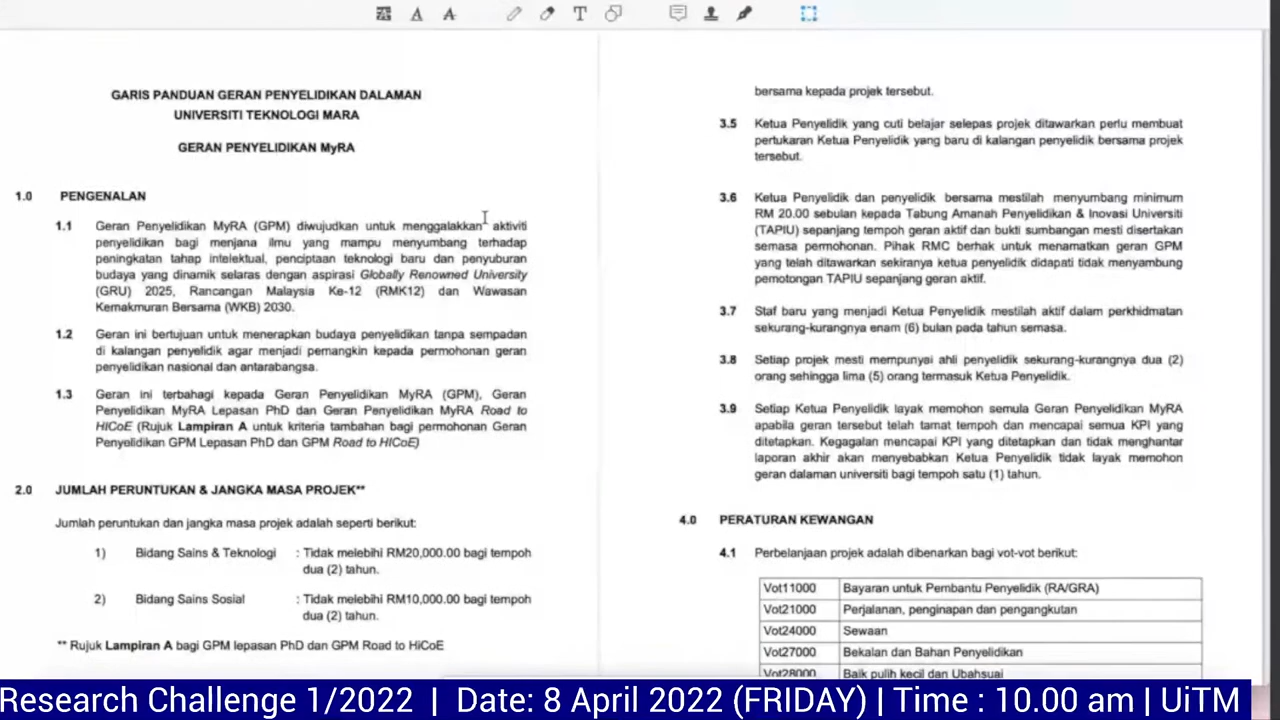 GARIS PANDUAN GERAN PENYELIDIKAN DALAMAN
UNIVERSITI TEKNOLOGI MARA
GERAN PENYELIDIKAN MyRA
1.0 PENGENALAN
1.1 Geran Penyelidikan MyRA (GPM) diwujudkan untuk menggalakkan aktiviti
penyelidikan bagi menjana ilmu yang mampu menyumbang terhadap
peningkatan tahap intelektual, penciptaan teknologi baru dan penyuburan
budaya yang dinamik selaras dengan aspirasi Globally Renowned University
(GRU) 2025, Rancangan Malaysia Ke-12 (RMK12) dan Wawasan
Kemakmuran Bersama (WKB) 2030.
1.2 Geran ini bertujuan untuk menerapkan budaya penyelidikan tanpa sempadan
di kalangan penyelidik agar menjadi pemangkin kepada permohonan geran
penyelidikan nasional dan antarabangsa.
1.3 Geran ini terbahagi kepada Geran Penyelidikan MyRA (GPM), Geran
Penyelidikan MyRA Lepasan PhD dan Geran Penyelidikan MyRA Road to
HICoE (Rujuk Lampiran A untuk kriteria tambahan bagi permohonan Geran
Penyelidikan GPM Lepasan PhD dan GPM Road to HICoE)
2.0 JUMLAH PERUNTUKAN & JANGKA MASA PROJEK**
Jumlah peruntukan dan jangka masa projek adalah seperti berikut:
1) Bidang Sains & Teknologi : Tidak melebihi RM20,000.00 bagi tempoh
dua (2) tahun.
2) Bidang Sains Sosial : Tidak melebihi RM10,000.00 bagi tempoh
dua (2) tahun.
** Rujuk Lampiran A bagi GPM lepasan PhD dan GPM Road to HiCoE
bersama kepada projek tersebut.
3.5 Ketua Penyelidik yang cuti belajar selepas projek ditawarkan perlu membuat
pertukaran Ketua Penyelidik yang baru di kalangan penyelidik bersama projek
tersebut.
3.6 Ketua Penyelidik dan penyelidik bersama mestilah menyumbang minimum
RM 20.00 sebulan kepada Tabung Amanah Penyelidikan & Inovasi Universiti
(TAPIU) sepanjang tempoh geran aktif dan bukti sumbangan mesti disertakan
semasa permohonan. Pihak RMC berhak untuk menamatkan geran GPM
yang telah ditawarkan sekiranya ketua penyelidik didapati tidak menyambung
pemotongan TAPIU sepanjang geran aktif.
3.7 Staf baru yang menjadi Ketua Penyelidik mestilah aktif dalam perkhidmatan
sekurang-kurangnya enam (6) bulan pada tahun semasa.
3.8 Setiap projek mesti mempunyai ahli penyelidik sekurang-kurangnya dua (2)
orang sehingga lima (5) orang termasuk Ketua Penyelidik.
3.9 Setiap Ketua Penyelidik layak memohon semula Geran Penyelidikan MyRA
apabila geran tersebut telah tamat tempoh dan mencapai semua KPI yang
ditetapkan. Kegagalan mencapai KPI yang ditetapkan dan tidak menghantar
laporan akhir akan menyebabkan Ketua Penyelidik tidak layak memohon
geran dalaman universiti bagi tempoh satu (1) tahun.
4.0 PERATURAN KEWANGAN
4.1 Perbelanjaan projek adalah dibenarkan bagi vot-vot berikut:
Vot11000 Bayaran untuk Pembantu Penyelidik (RA/GRA)
Vot21000 Perjalanan, penginapan dan pengangkutan
Vot24000 Sewaan
Vot27000 Bekalan dan Bahan Penyelidikan
Vot28000 Baik pulih kecil dan Ubahsuai
Research Challenge 1/2022 | Date: 8 April 2022 (FRIDAY) | Time : 10.00 am | UiTM